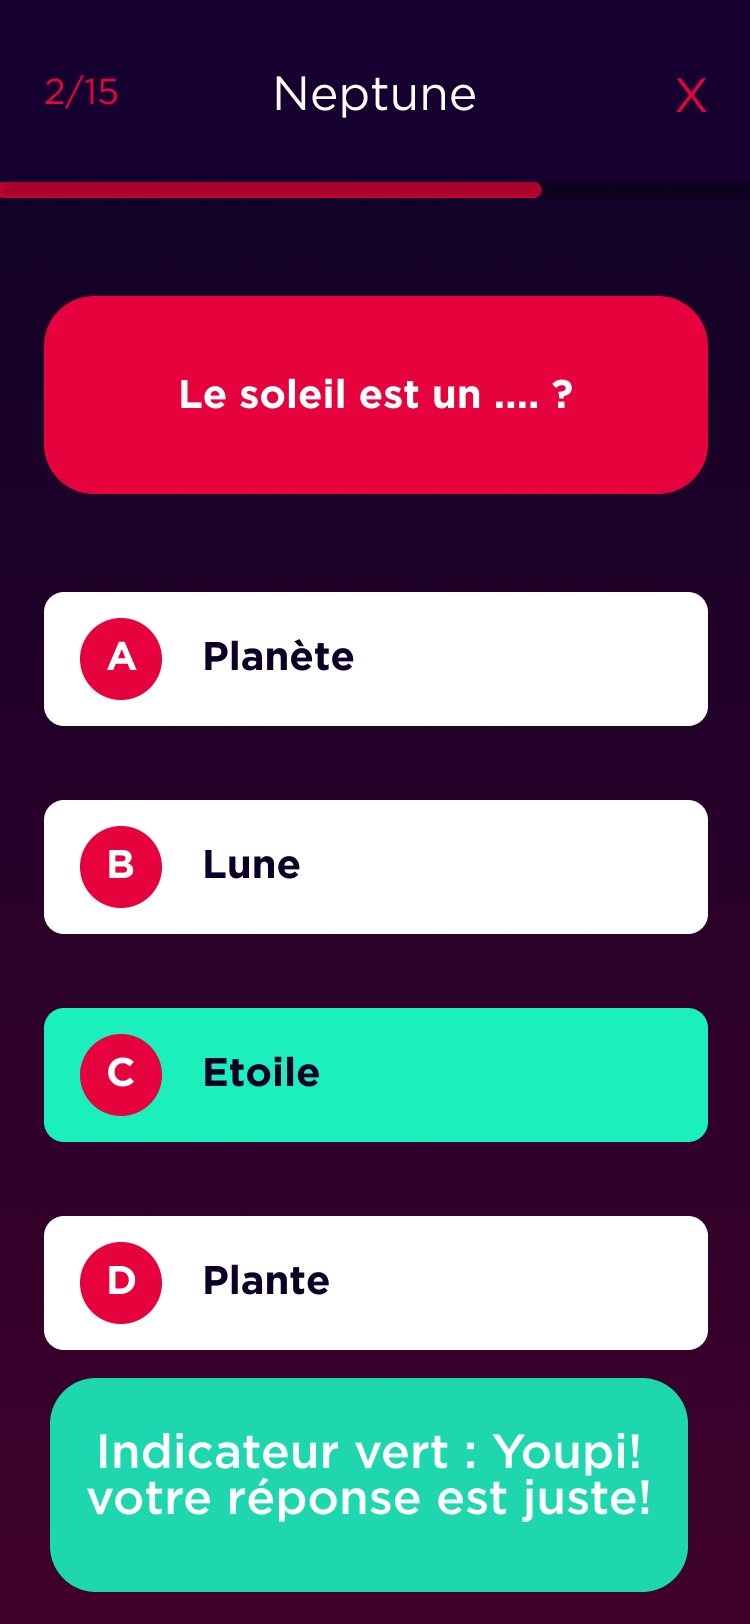 2/15
Neptune
X
Le soleil est un .... ?
A
Planète
B
Lune
C
Etoile
D
Plante
Indicateur vert : Youpi!
votre réponse est juste!